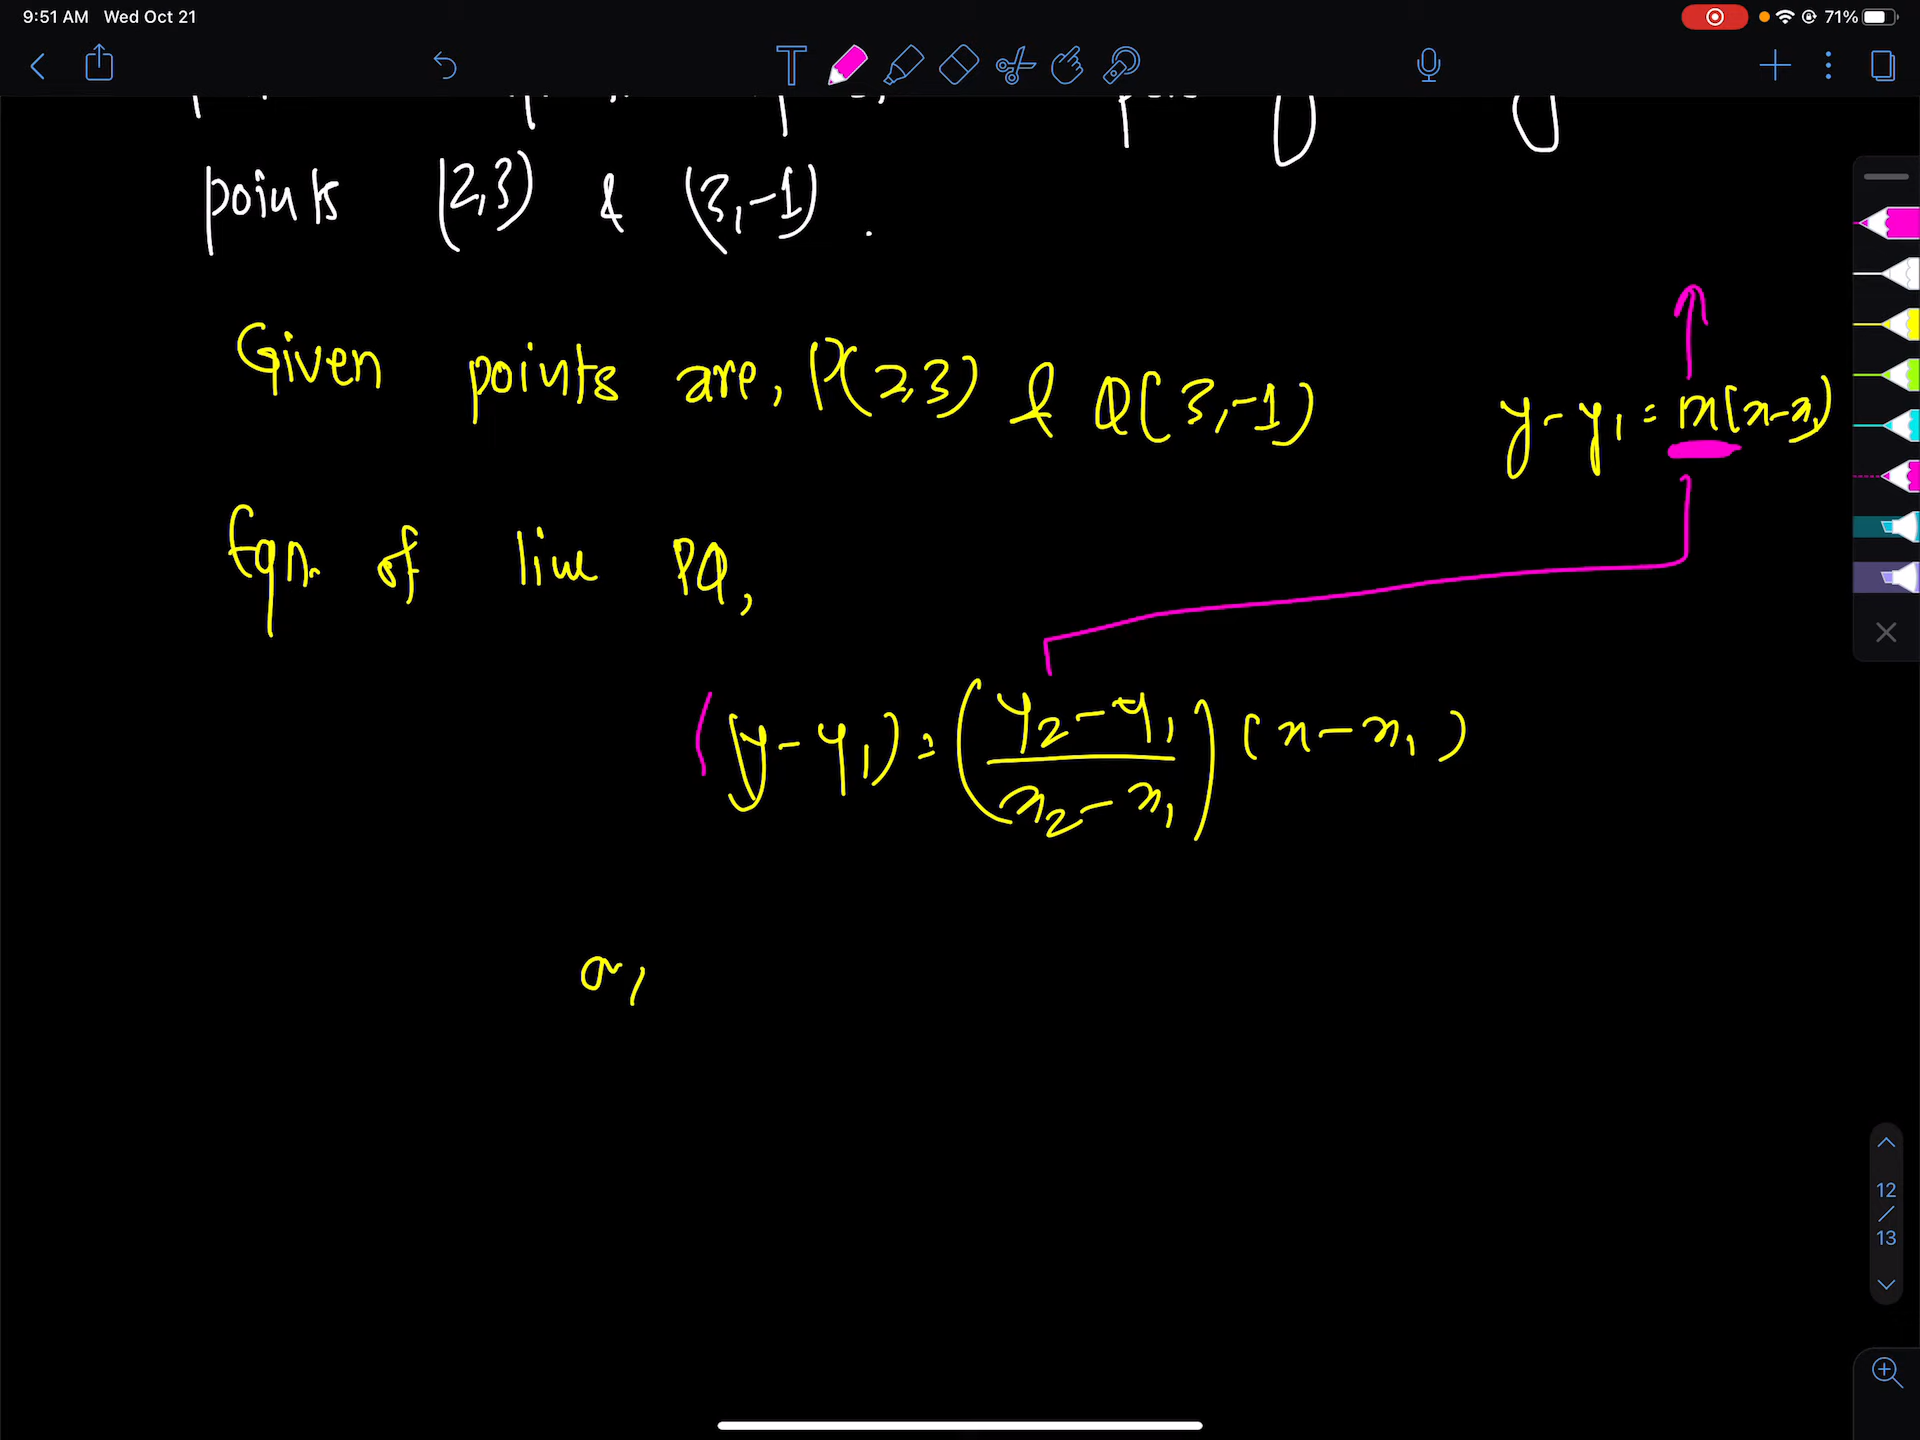 9:51 AM Wed Oct 21
71%
points (2,3) & (3,-1).
Given points are, P(2,3) & Q(3,-1)
y-y₁ = m(x-x₁)
Eqn. of line PQ,
(y-y₁) = (y₂-y₁ / x₂-x₁) (x-x₁)
or,
12
/
13